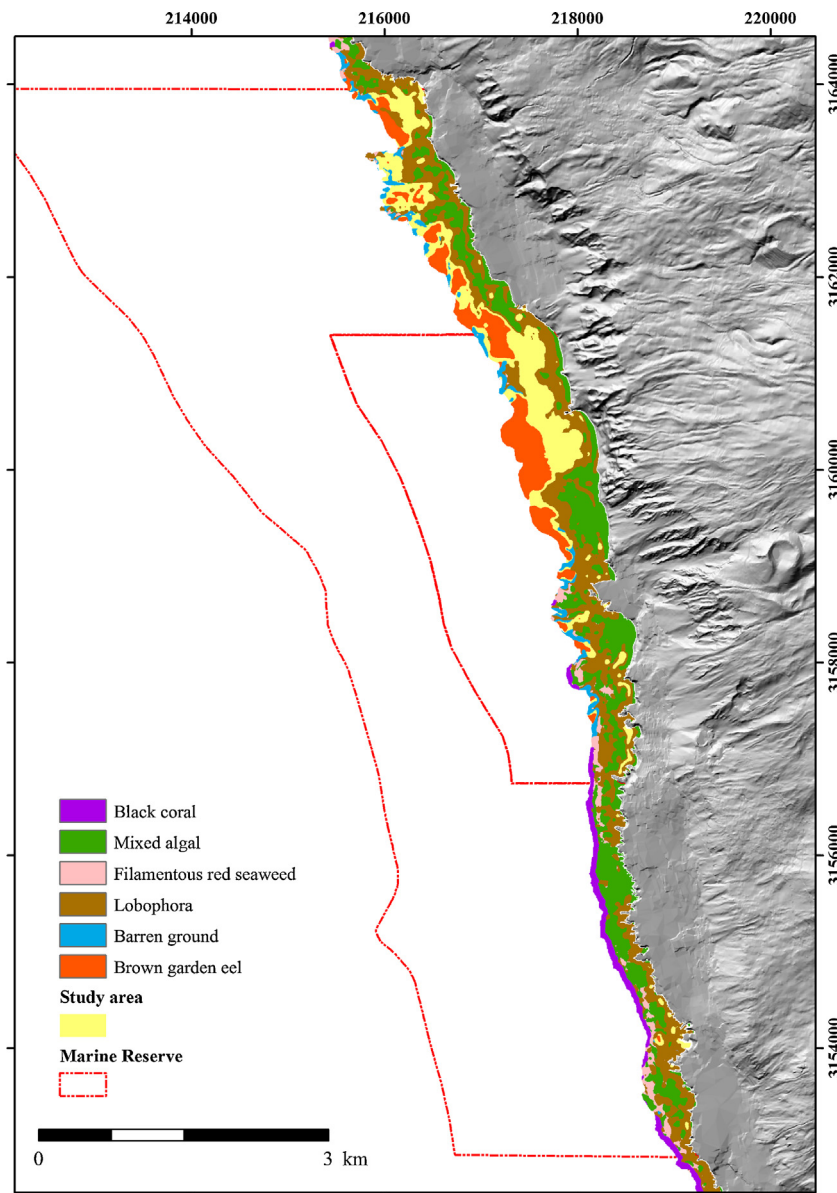 214000 216000 218000 220000
3164000
3162000
3160000
3158000
3156000
3154000
Black coral
Mixed algal
Filamentous red seaweed
Lobophora
Barren ground
Brown garden eel
Study area
Marine Reserve
0 3 km